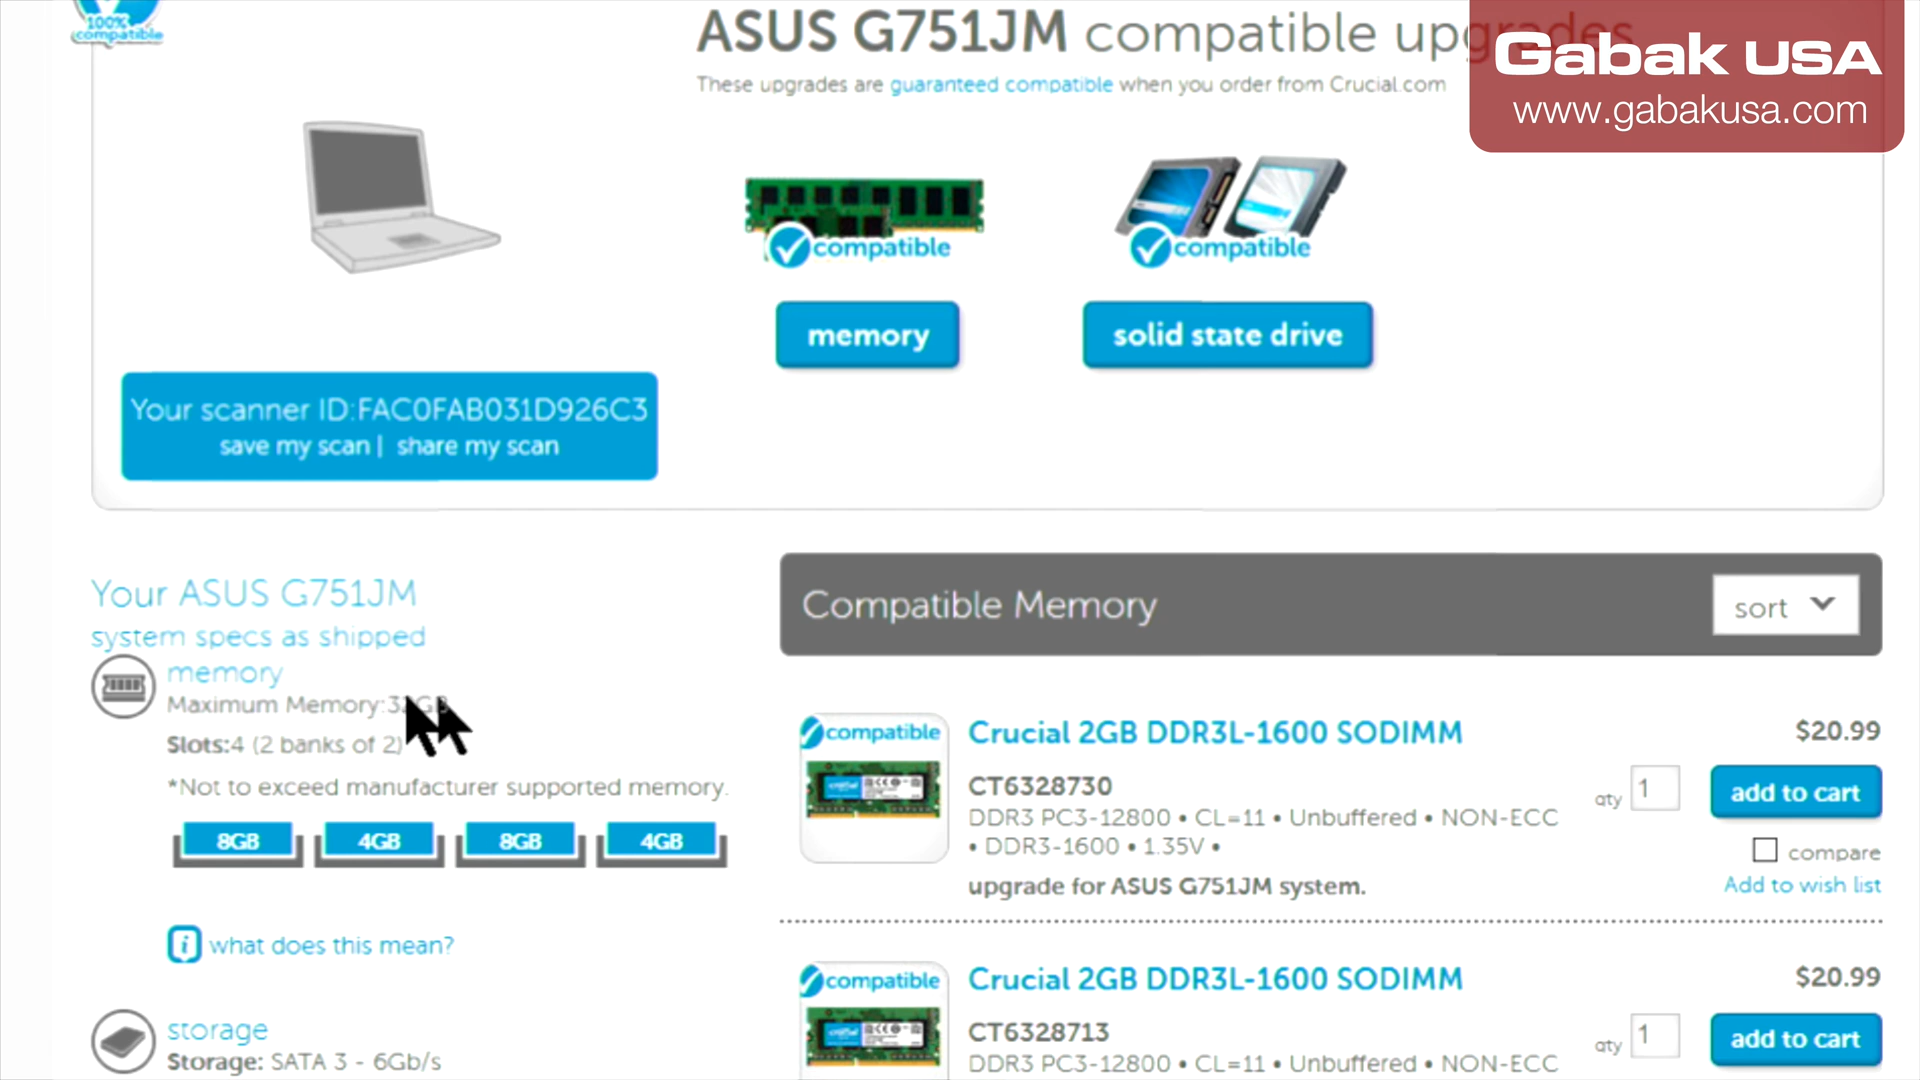 100%
compatible
ASUS G751JM compatible upgrades
These upgrades are guaranteed compatible when you order from Crucial.com
Gabak USA
www.gabakusa.com
compatible
compatible
memory
solid state drive
Your scanner ID:FAC0FAB031D926C3
save my scan | share my scan
Your ASUS G751JM
system specs as shipped
memory
Maximum Memory:32GB
Slots:4 (2 banks of 2)
*Not to exceed manufacturer supported memory.
8GB
4GB
8GB
4GB
what does this mean?
storage
Storage: SATA 3 - 6Gb/s
Compatible Memory
sort
compatible
Crucial 2GB DDR3L-1600 SODIMM
$20.99
CT6328730
DDR3 PC3-12800 • CL=11 • Unbuffered • NON-ECC
• DDR3-1600 • 1.35V •
upgrade for ASUS G751JM system.
qty 1
add to cart
compare
Add to wish list
compatible
Crucial 2GB DDR3L-1600 SODIMM
$20.99
CT6328713
DDR3 PC3-12800 • CL=11 • Unbuffered • NON-ECC
qty 1
add to cart